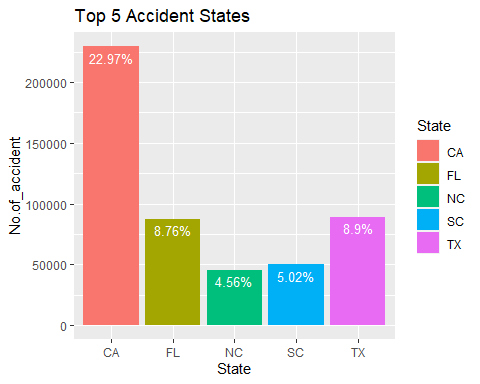 Top 5 Accident States
No.of_accident
200000
150000
100000
50000
0
22.97%
8.76%
4.56%
5.02%
8.9%
CA
FL
NC
SC
TX
State
State
CA
FL
NC
SC
TX